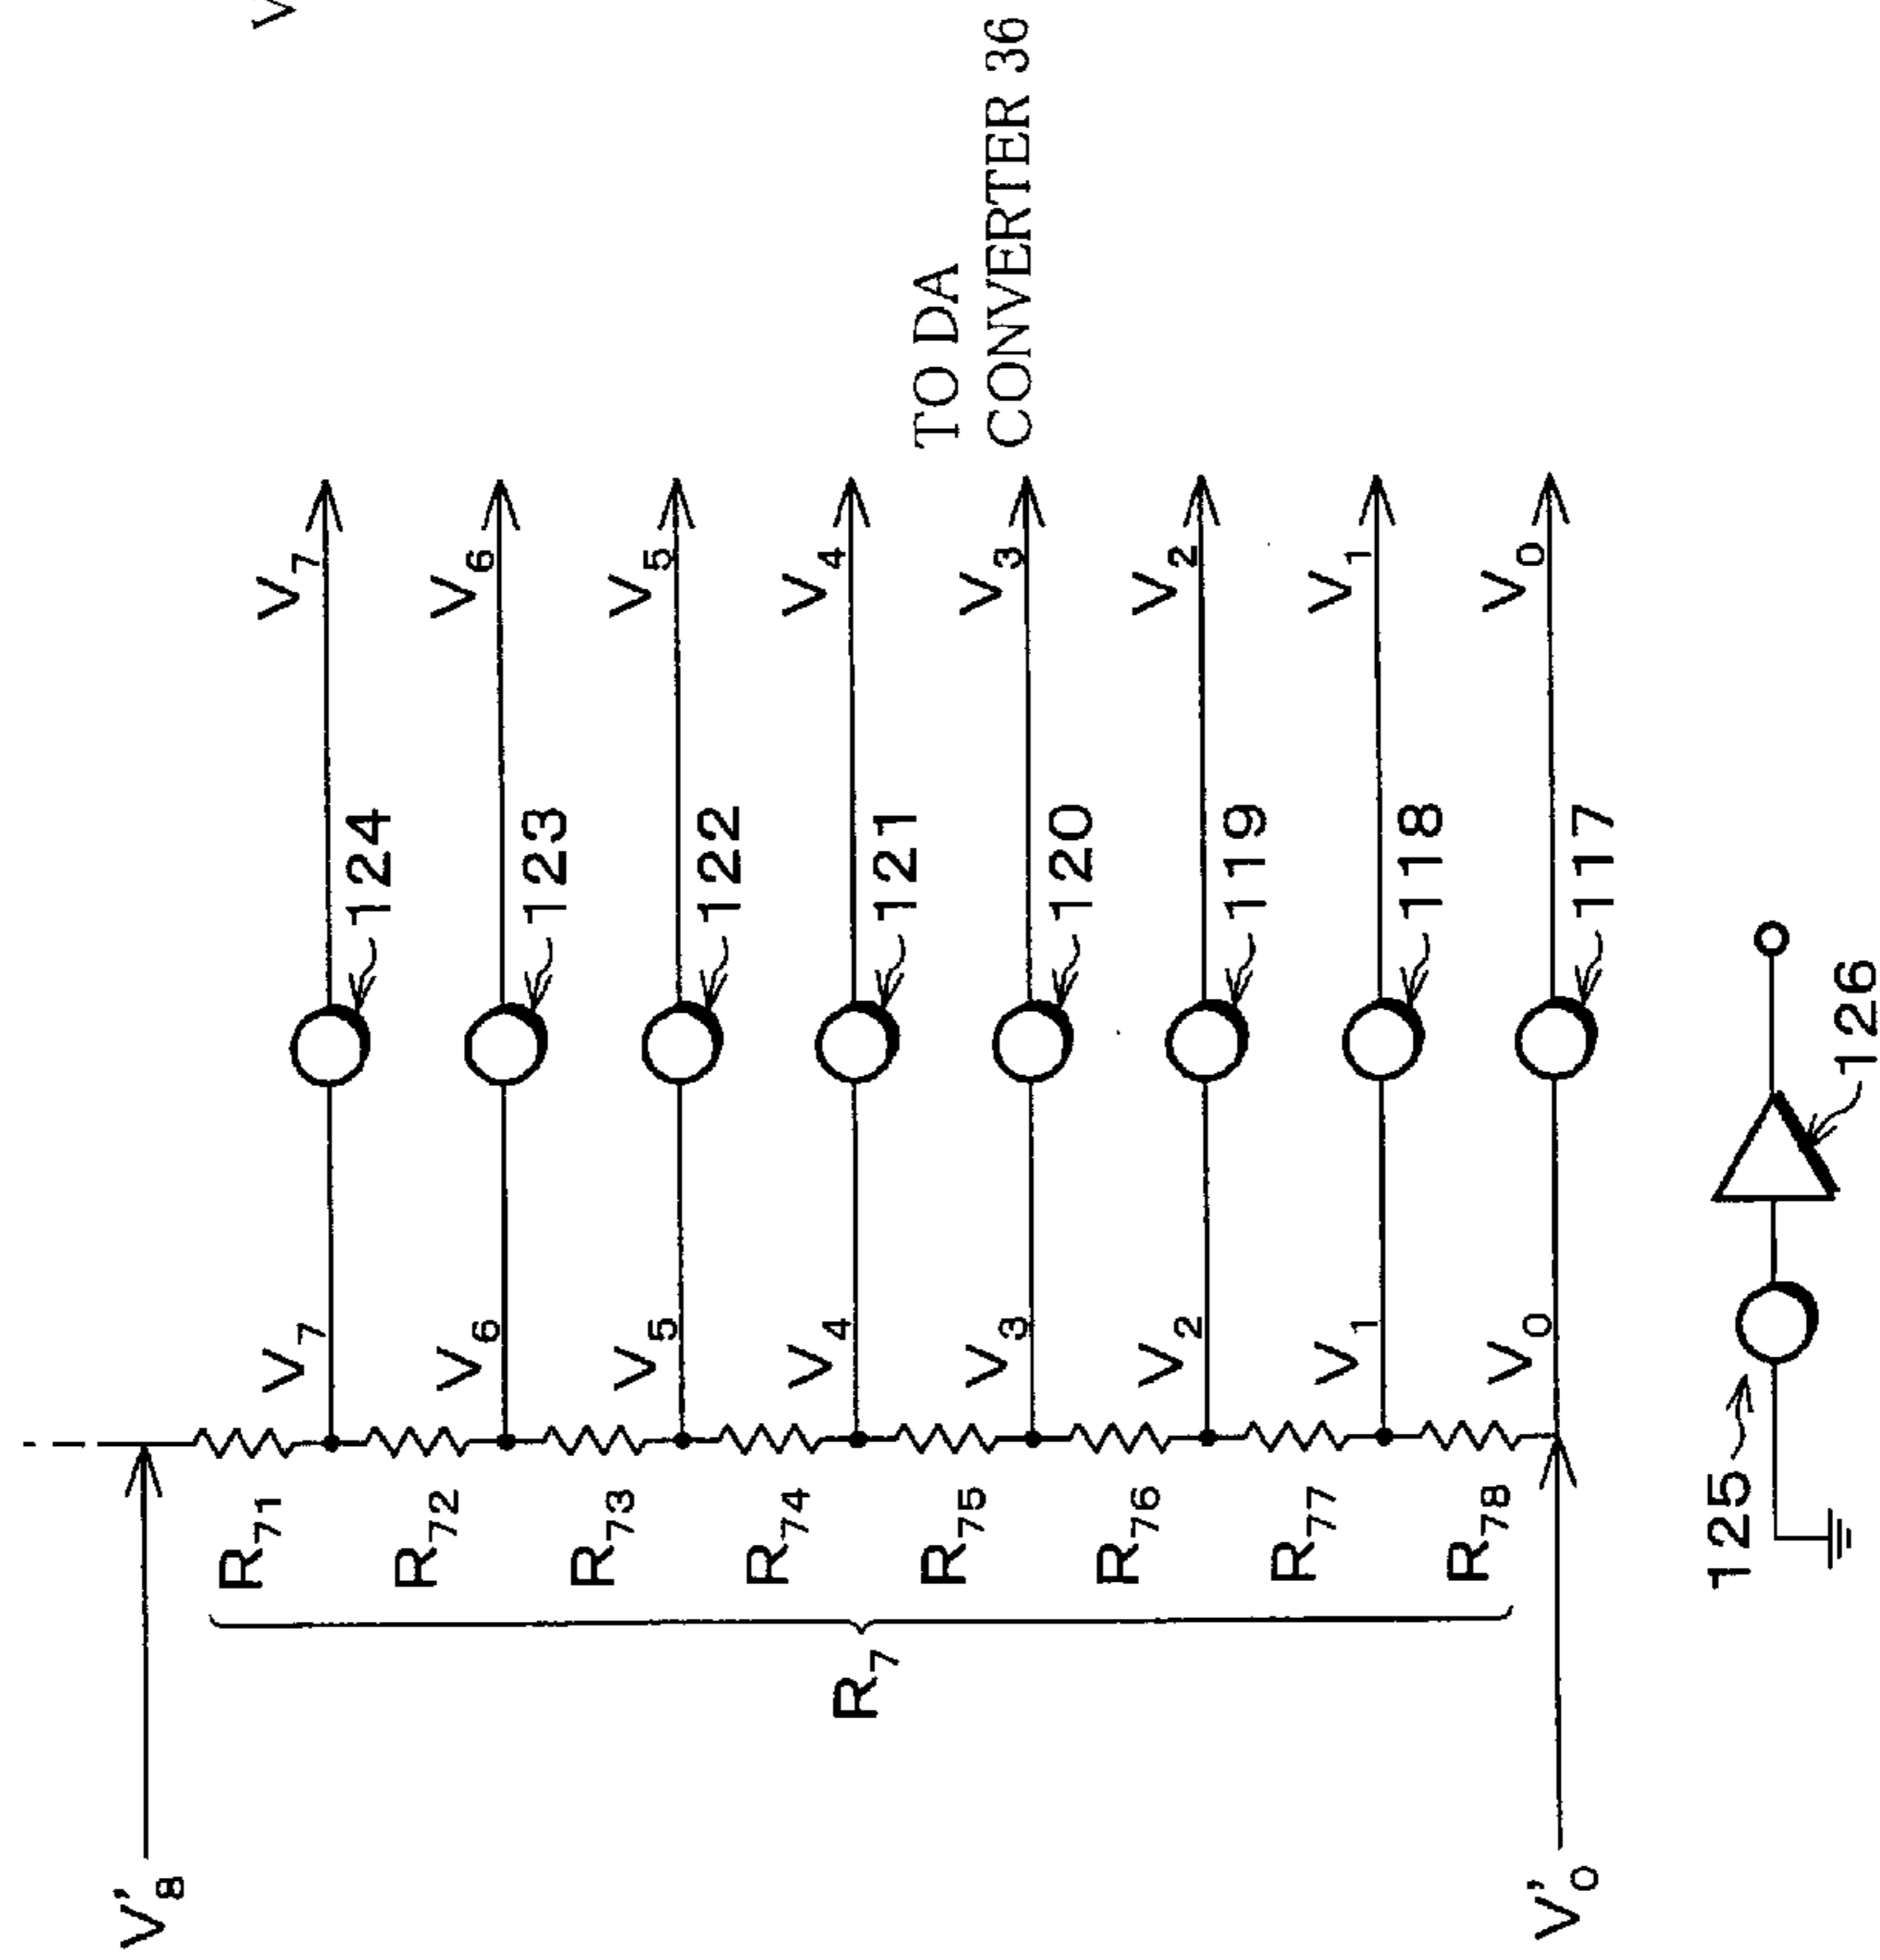 V
V'8
R71
V7
124
V7
R72
V6
123
V6
R73
V5
122
V5
R74
V4
121
V4
R7
TO DA
CONVERTER 36
R75
V3
120
V3
R76
V2
119
V2
R77
V1
118
V1
R78
V0
117
V0
V'0
125
126